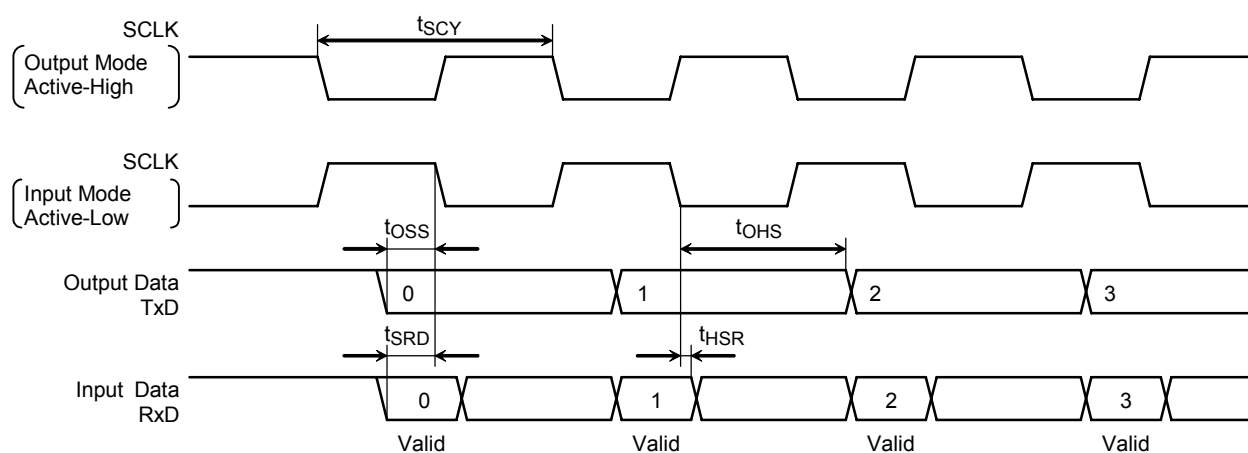 SCLK
Output Mode
Active-High
tSCY
SCLK
Input Mode
Active-Low
tOSS
tOHS
Output Data
TxD
0
1
2
3
tSRD
tHSR
Input Data
RxD
0
1
2
3
Valid
Valid
Valid
Valid